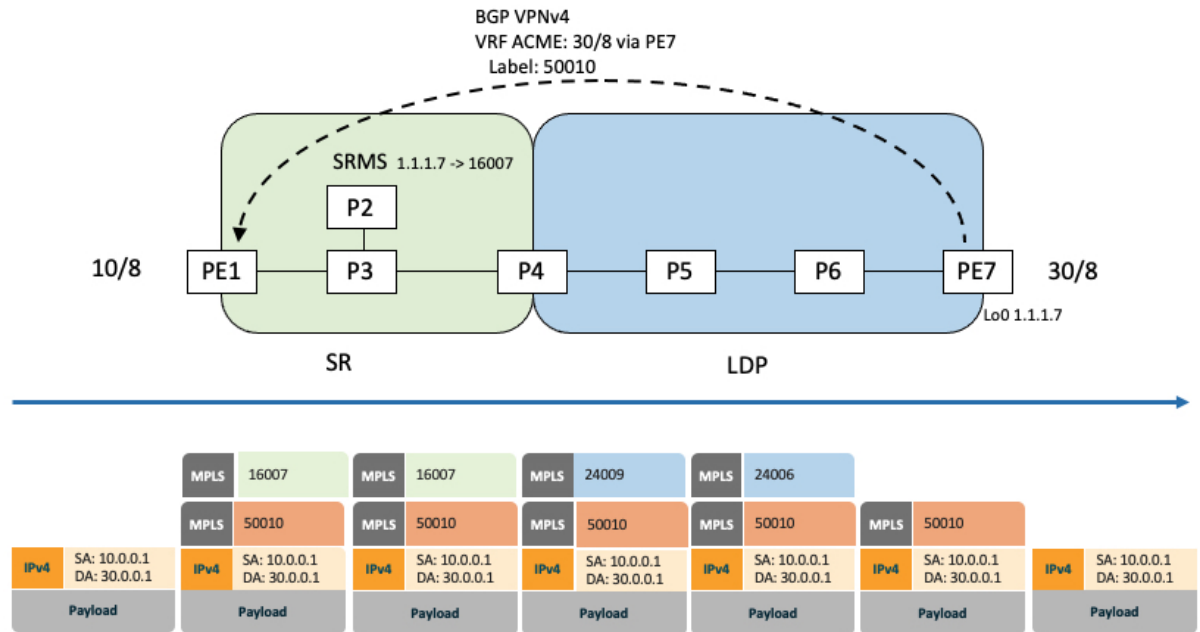 BGP VPNv4
VRF ACME: 30/8 via PE7
Label: 50010
SRMS 1.1.1.7 -> 16007
P2
10/8
PE1
P3
P4
P5
P6
PE7
30/8
Lo0 1.1.1.7
SR
LDP
MPLS 16007
MPLS 16007
MPLS 24009
MPLS 24006
MPLS 50010
MPLS 50010
MPLS 50010
MPLS 50010
MPLS 50010
IPv4 SA: 10.0.0.1
DA: 30.0.0.1
IPv4 SA: 10.0.0.1
DA: 30.0.0.1
IPv4 SA: 10.0.0.1
DA: 30.0.0.1
IPv4 SA: 10.0.0.1
DA: 30.0.0.1
IPv4 SA: 10.0.0.1
DA: 30.0.0.1
IPv4 SA: 10.0.0.1
DA: 30.0.0.1
IPv4 SA: 10.0.0.1
DA: 30.0.0.1
Payload
Payload
Payload
Payload
Payload
Payload
Payload